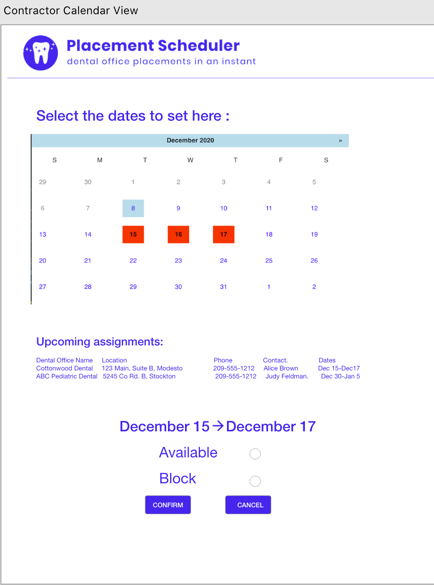 Contractor Calendar View
Placement Scheduler
dental office placements in an instant
Select the dates to set here :
December 2020 »
S M T W T F S
29 30 1 2 3 4 5
6 7 8 9 10 11 12
13 14 15 16 17 18 19
20 21 22 23 24 25 26
27 28 29 30 31 1 2
Upcoming assignments:
Dental Office Name Location Phone Contact. Dates
Cottonwood Dental 123 Main, Suite B, Modesto 209-555-1212 Alice Brown Dec 15-Dec17
ABC Pediatric Dental 5245 Co Rd. B, Stockton 209-555-1212 Judy Feldman. Dec 30-Jan 5
December 15→December 17
Available
Block
CONFIRM CANCEL